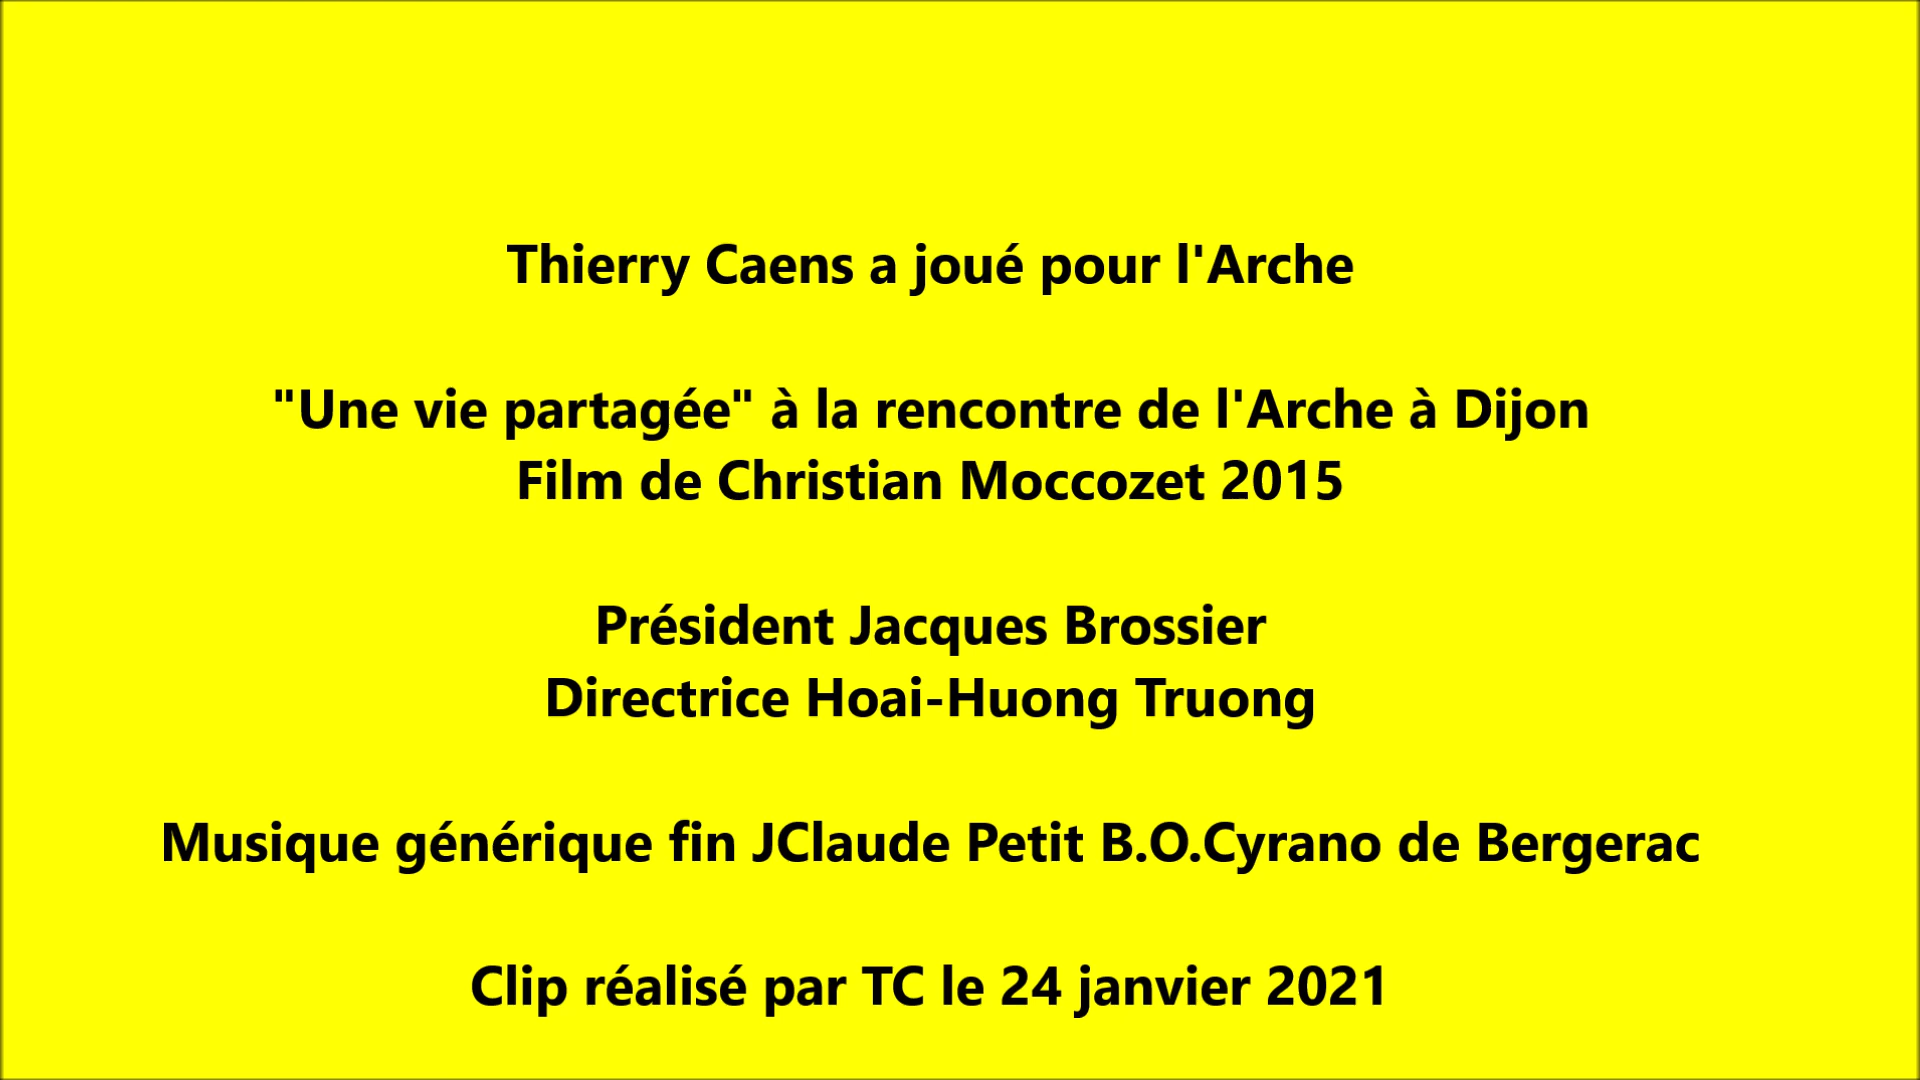 Thierry Caens a joué pour l'Arche
"Une vie partagée" à la rencontre de l'Arche à Dijon
Film de Christian Moccozet 2015
Président Jacques Brossier
Directrice Hoai-Huong Truong
Musique générique fin JClaude Petit B.O.Cyrano de Bergerac
Clip réalisé par TC le 24 janvier 2021